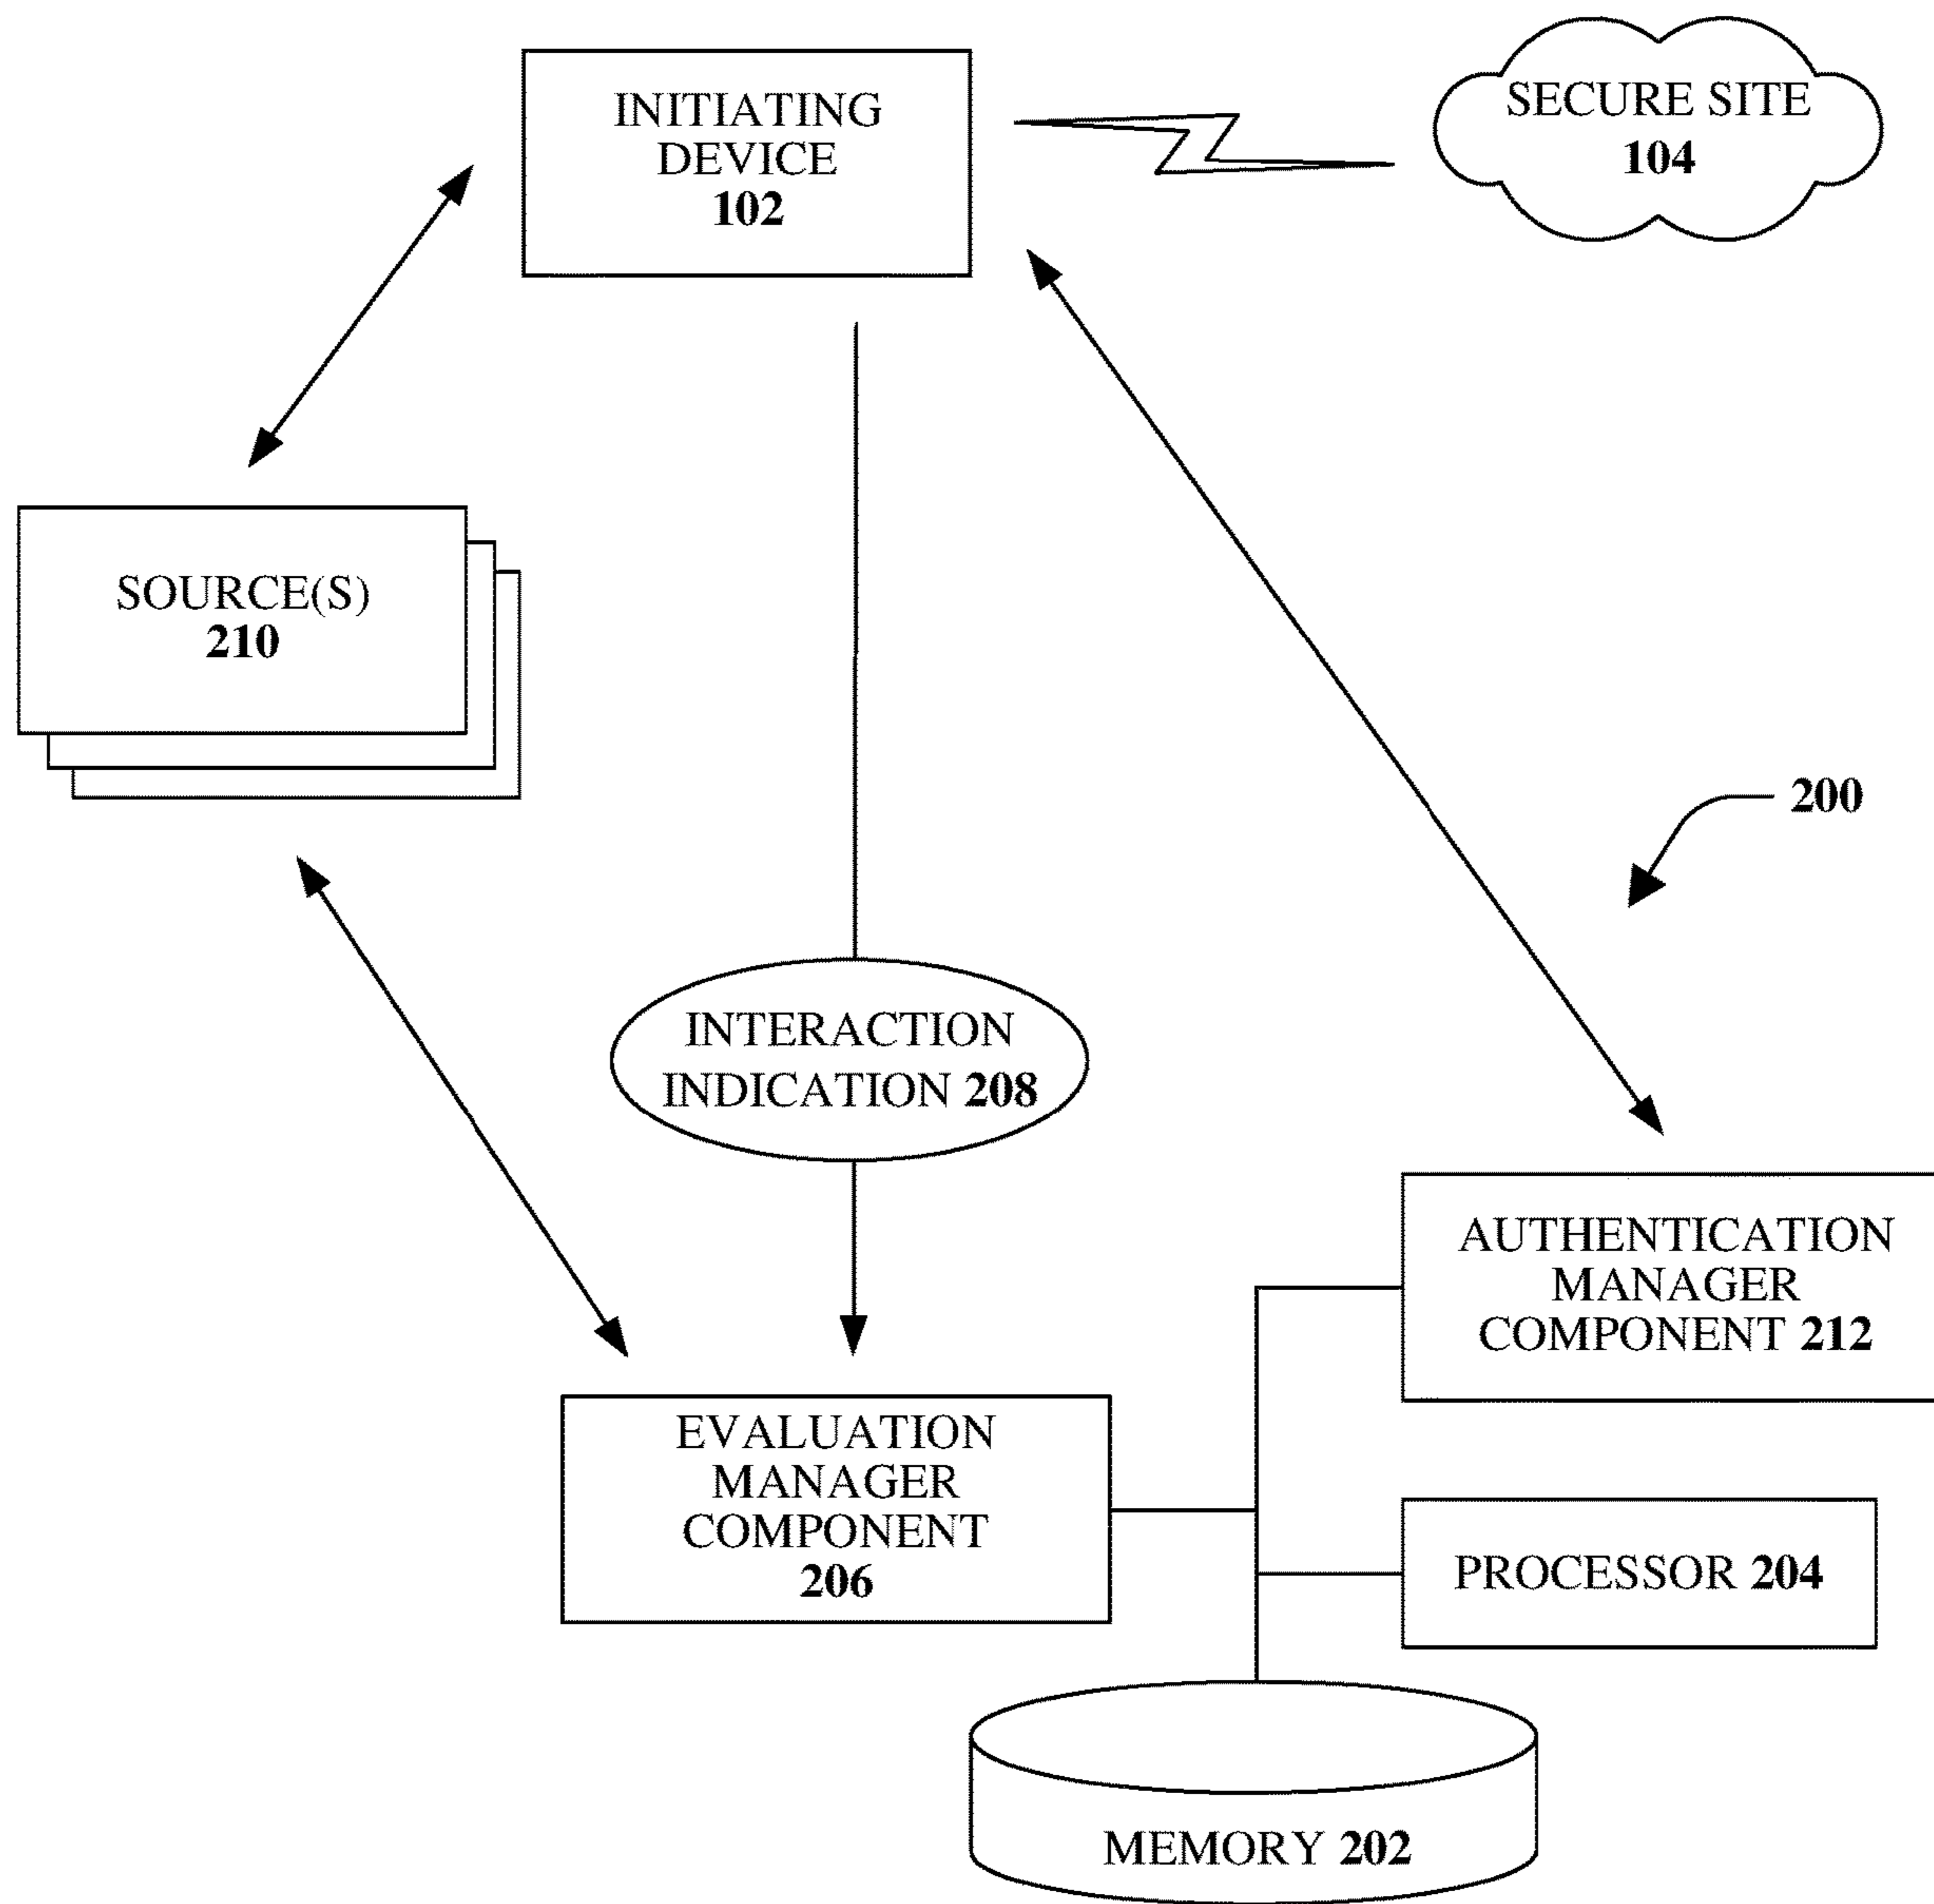 INITIATING
DEVICE
102
SECURE SITE
104
SOURCE(S)
210
200
INTERACTION
INDICATION 208
AUTHENTICATION
MANAGER
COMPONENT 212
EVALUATION
MANAGER
COMPONENT
206
PROCESSOR 204
MEMORY 202